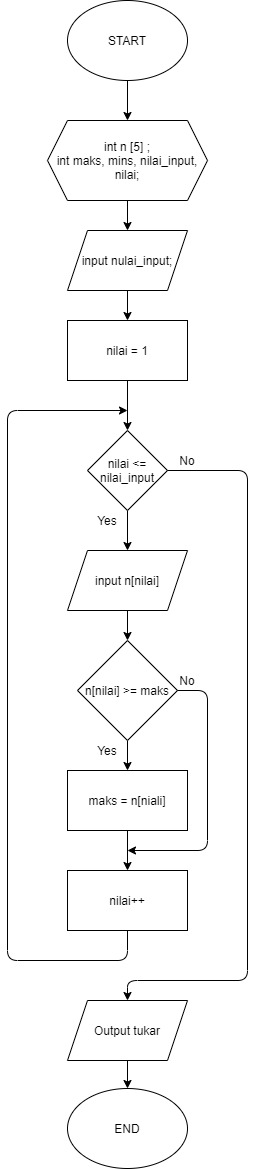 START
int n [5] ;
int maks, mins, nilai_input,
nilai;
input nulai_input;
nilai = 1
nilai <=
nilai_input
No
Yes
input n[nilai]
n[nilai] >= maks
No
Yes
maks = n[niali]
nilai++
Output tukar
END